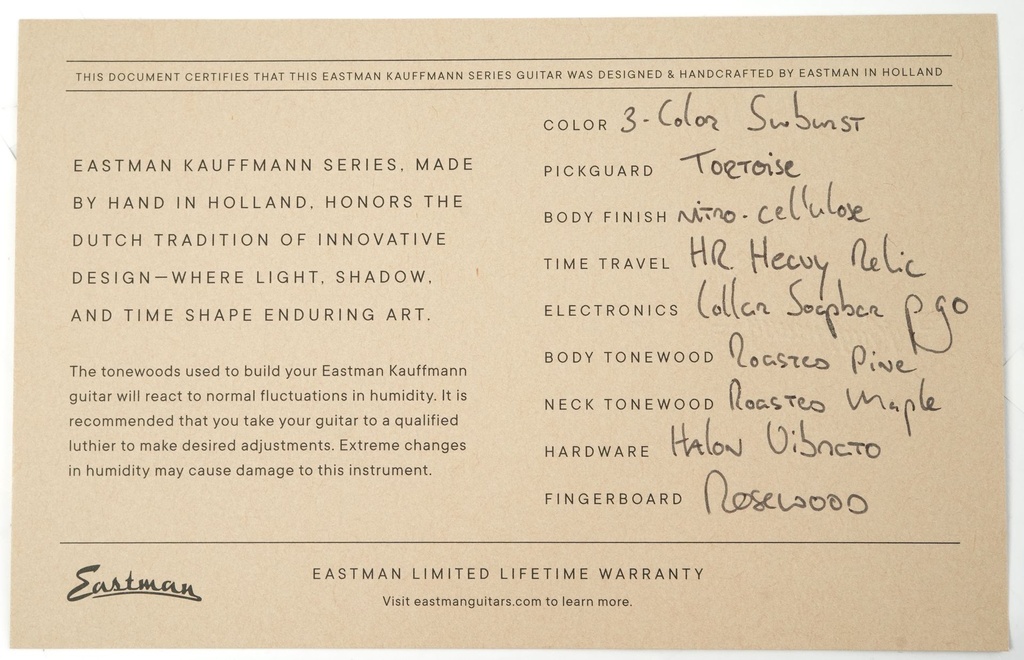 THIS DOCUMENT CERTIFIES THAT THIS EASTMAN KAUFFMANN SERIES GUITAR WAS DESIGNED & HANDCRAFTED BY EASTMAN IN HOLLAND
EASTMAN KAUFFMANN SERIES, MADE
BY HAND IN HOLLAND, HONORS THE
DUTCH TRADITION OF INNOVATIVE
DESIGN—WHERE LIGHT, SHADOW,
AND TIME SHAPE ENDURING ART.
The tonewoods used to build your Eastman Kauffmann
guitar will react to normal fluctuations in humidity. It is
recommended that you take your guitar to a qualified
luthier to make desired adjustments. Extreme changes
in humidity may cause damage to this instrument.
COLOR 3-Color Sunburst
PICKGUARD Tortoise
BODY FINISH Nitro-cellulose
TIME TRAVEL HR Heavy Relic
ELECTRONICS Lollar Soapbar p90
BODY TONEWOOD Roasted Pine
NECK TONEWOOD Roasted Maple
HARDWARE Halon Vibrato
FINGERBOARD Rosewood
Eastman
EASTMAN LIMITED LIFETIME WARRANTY
Visit eastmanguitars.com to learn more.